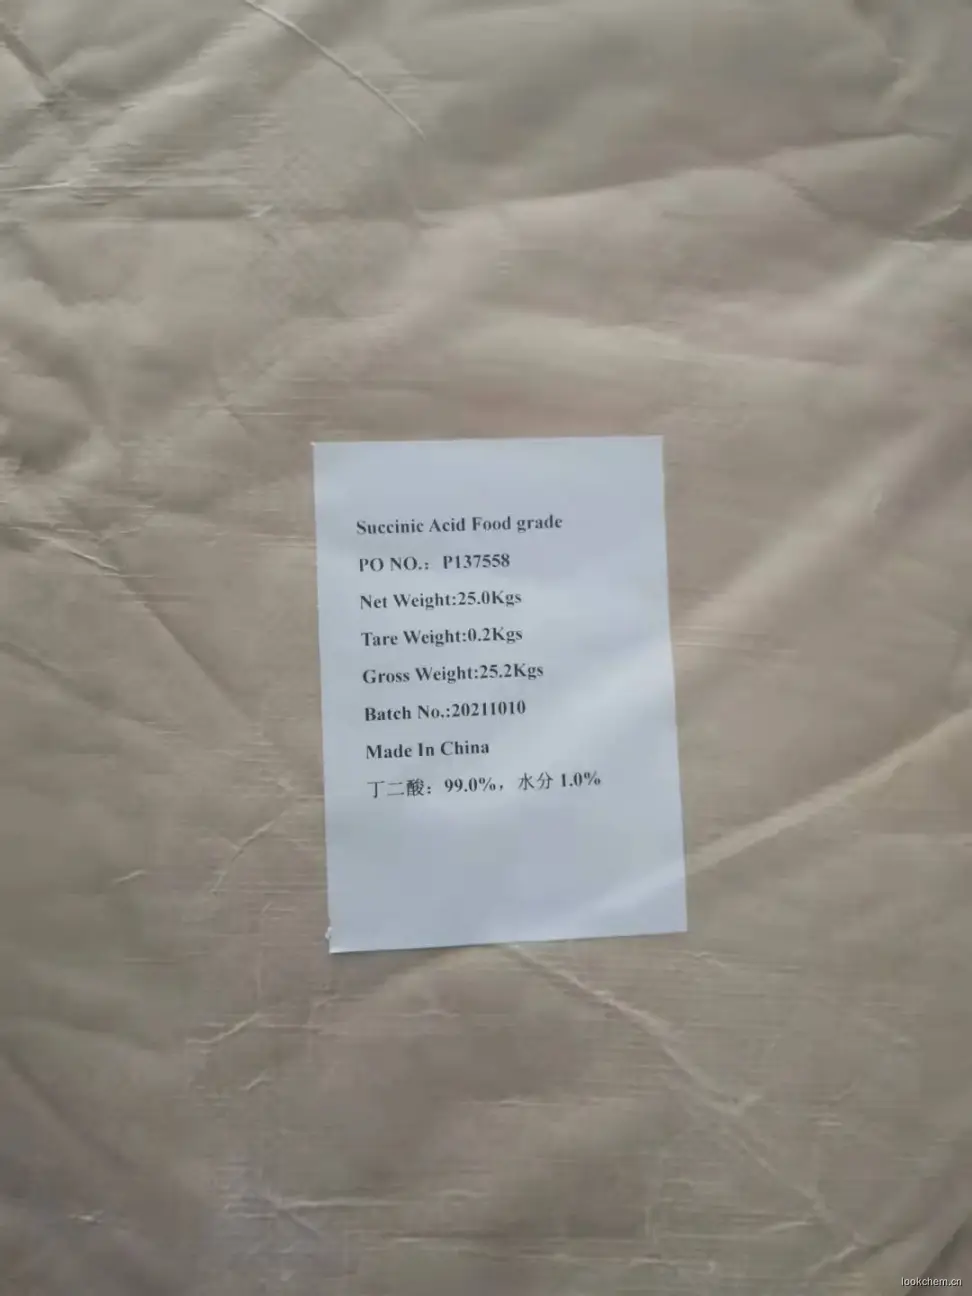 Succinic Acid Food grade
PO NO.：P137558
Net Weight:25.0Kgs
Tare Weight:0.2Kgs
Gross Weight:25.2Kgs
Batch No.:20211010
Made In China
丁二酸：99.0%，水分 1.0%
lookchem.cn